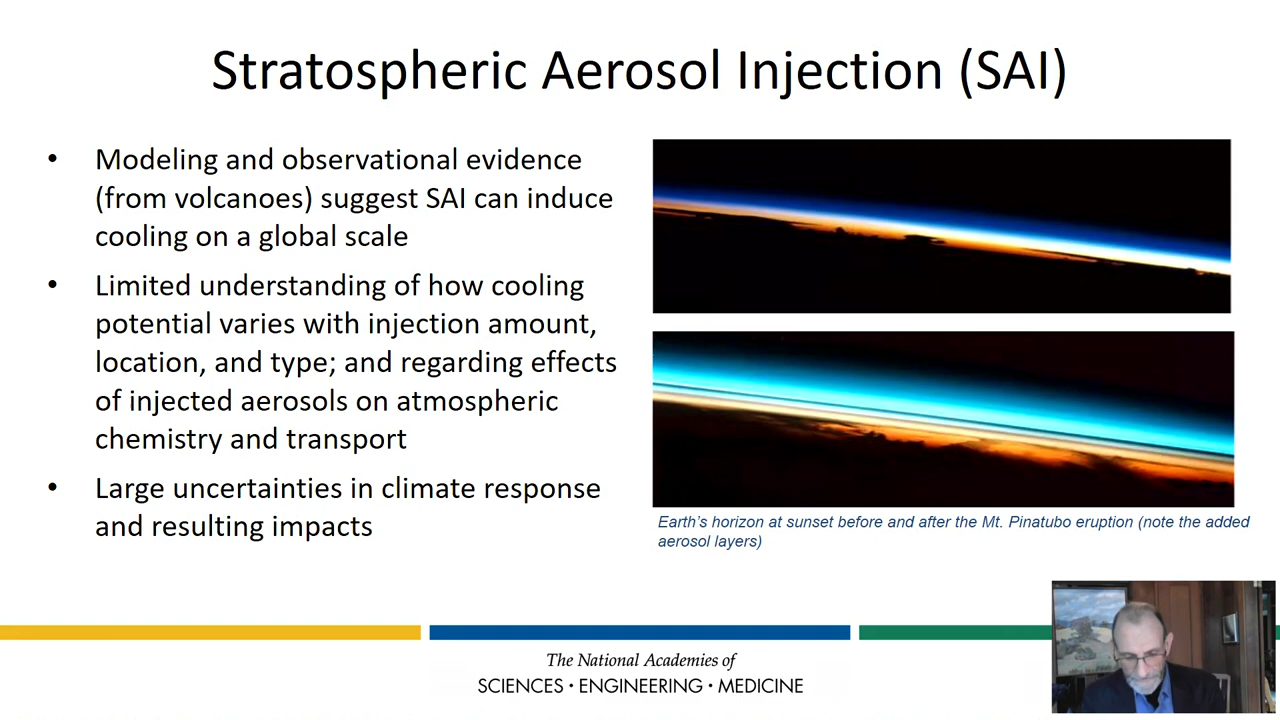 Stratospheric Aerosol Injection (SAI)
• Modeling and observational evidence
(from volcanoes) suggest SAI can induce
cooling on a global scale
• Limited understanding of how cooling
potential varies with injection amount,
location, and type; and regarding effects
of injected aerosols on atmospheric
chemistry and transport
• Large uncertainties in climate response
and resulting impacts
Earth's horizon at sunset before and after the Mt. Pinatubo eruption (note the added
aerosol layers)
The National Academies of
SCIENCES • ENGINEERING • MEDICINE